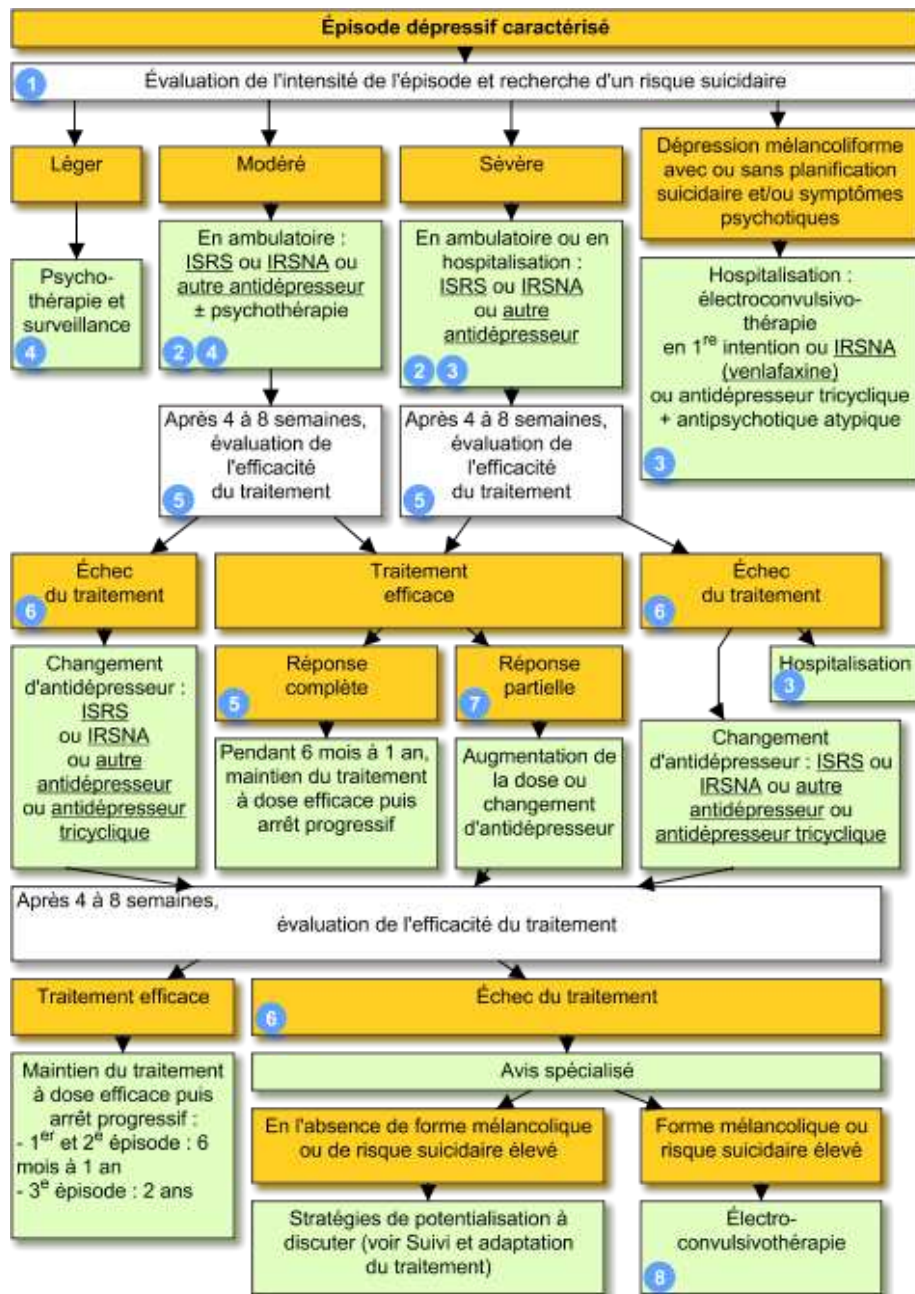 Épisode dépressif caractérisé
Évaluation de l'intensité de l'épisode et recherche d'un risque suicidaire
1
Léger
Modéré
Sévère
Dépression mélancoliforme
avec ou sans planification
suicidaire et/ou symptômes
psychotiques
Psycho-
thérapie et
surveillance
4
En ambulatoire :
ISRS ou IRSNA ou
autre antidépresseur
± psychothérapie
2 4
En ambulatoire ou en
hospitalisation :
ISRS ou IRSNA
ou autre
antidépresseur
2 3
Hospitalisation :
électroconvulsivo-
thérapie
en 1re intention ou IRSNA
(venlafaxine)
ou antidépresseur tricyclique
+ antipsychotique atypique
3
Après 4 à 8 semaines,
évaluation de
l'efficacité
du traitement
5
Après 4 à 8 semaines,
évaluation de
l'efficacité
du traitement
5
Échec
du traitement
6
Traitement
efficace
Échec
du traitement
6
Changement
d'antidépresseur :
ISRS
ou IRSNA
ou autre
antidépresseur
ou antidépresseur
tricyclique
Réponse
complète
5
Réponse
partielle
7
Hospitalisation
3
Pendant 6 mois à 1 an,
maintien du traitement
à dose efficace puis
arrêt progressif
Augmentation de
la dose ou
changement
d'antidépresseur
Changement
d'antidépresseur : ISRS ou
IRSNA ou autre
antidépresseur ou
antidépresseur tricyclique
Après 4 à 8 semaines,
évaluation de l'efficacité du traitement
Traitement efficace
Échec du traitement
6
Maintien du traitement
à dose efficace puis
arrêt progressif :
- 1er et 2e épisode : 6
mois à 1 an
- 3e épisode : 2 ans
Avis spécialisé
En l'absence de forme mélancolique
ou de risque suicidaire élevé
Forme mélancolique ou
risque suicidaire élevé
Stratégies de potentialisation à
discuter (voir Suivi et adaptation
du traitement)
Électro-
convulsivothérapie
8